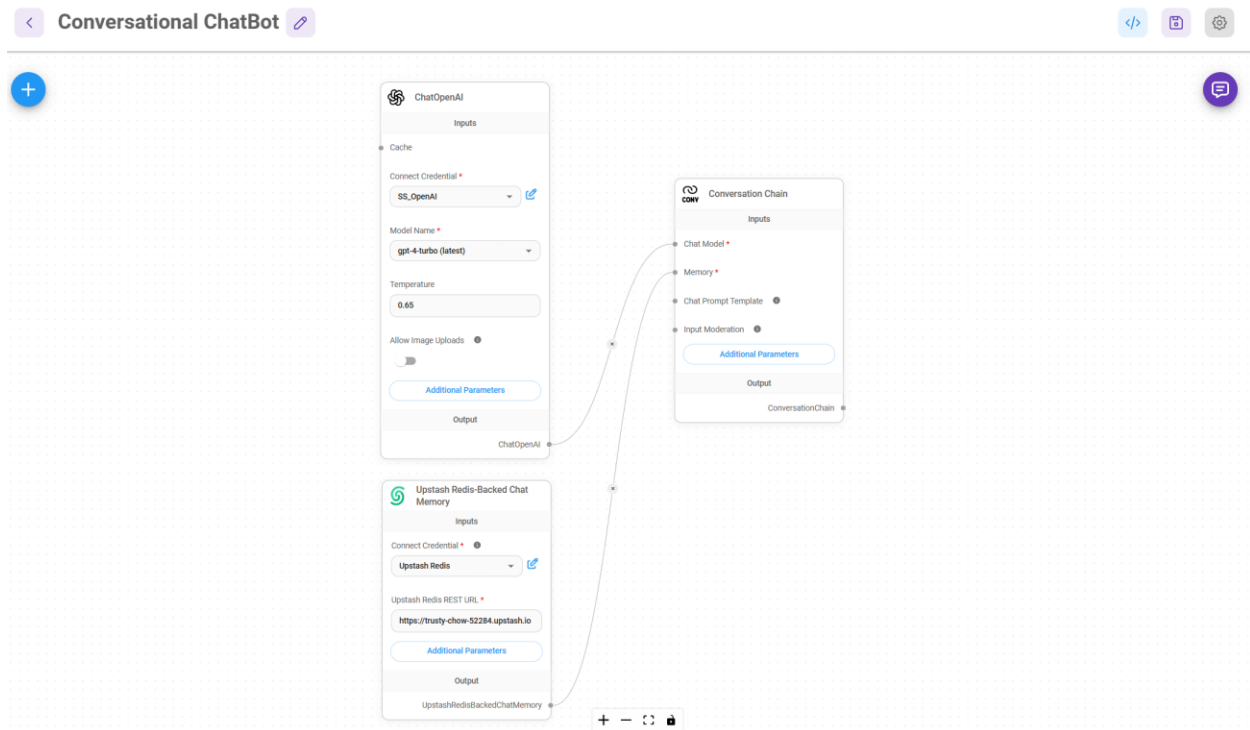 Conversational ChatBot
ChatOpenAI
Inputs
Cache
Connect Credential *
SS_OpenAI
Model Name *
gpt-4-turbo (latest)
Temperature
0.65
Allow Image Uploads
Additional Parameters
Output
ChatOpenAI
Upstash Redis-Backed Chat
Memory
Inputs
Connect Credential *
Upstash Redis
Upstash Redis REST URL *
https://trusty-chow-52284.upstash.io
Additional Parameters
Output
UpstashRedisBackedChatMemory
CONV
Conversation Chain
Inputs
Chat Model *
Memory *
Chat Prompt Template
Input Moderation
Additional Parameters
Output
ConversationChain